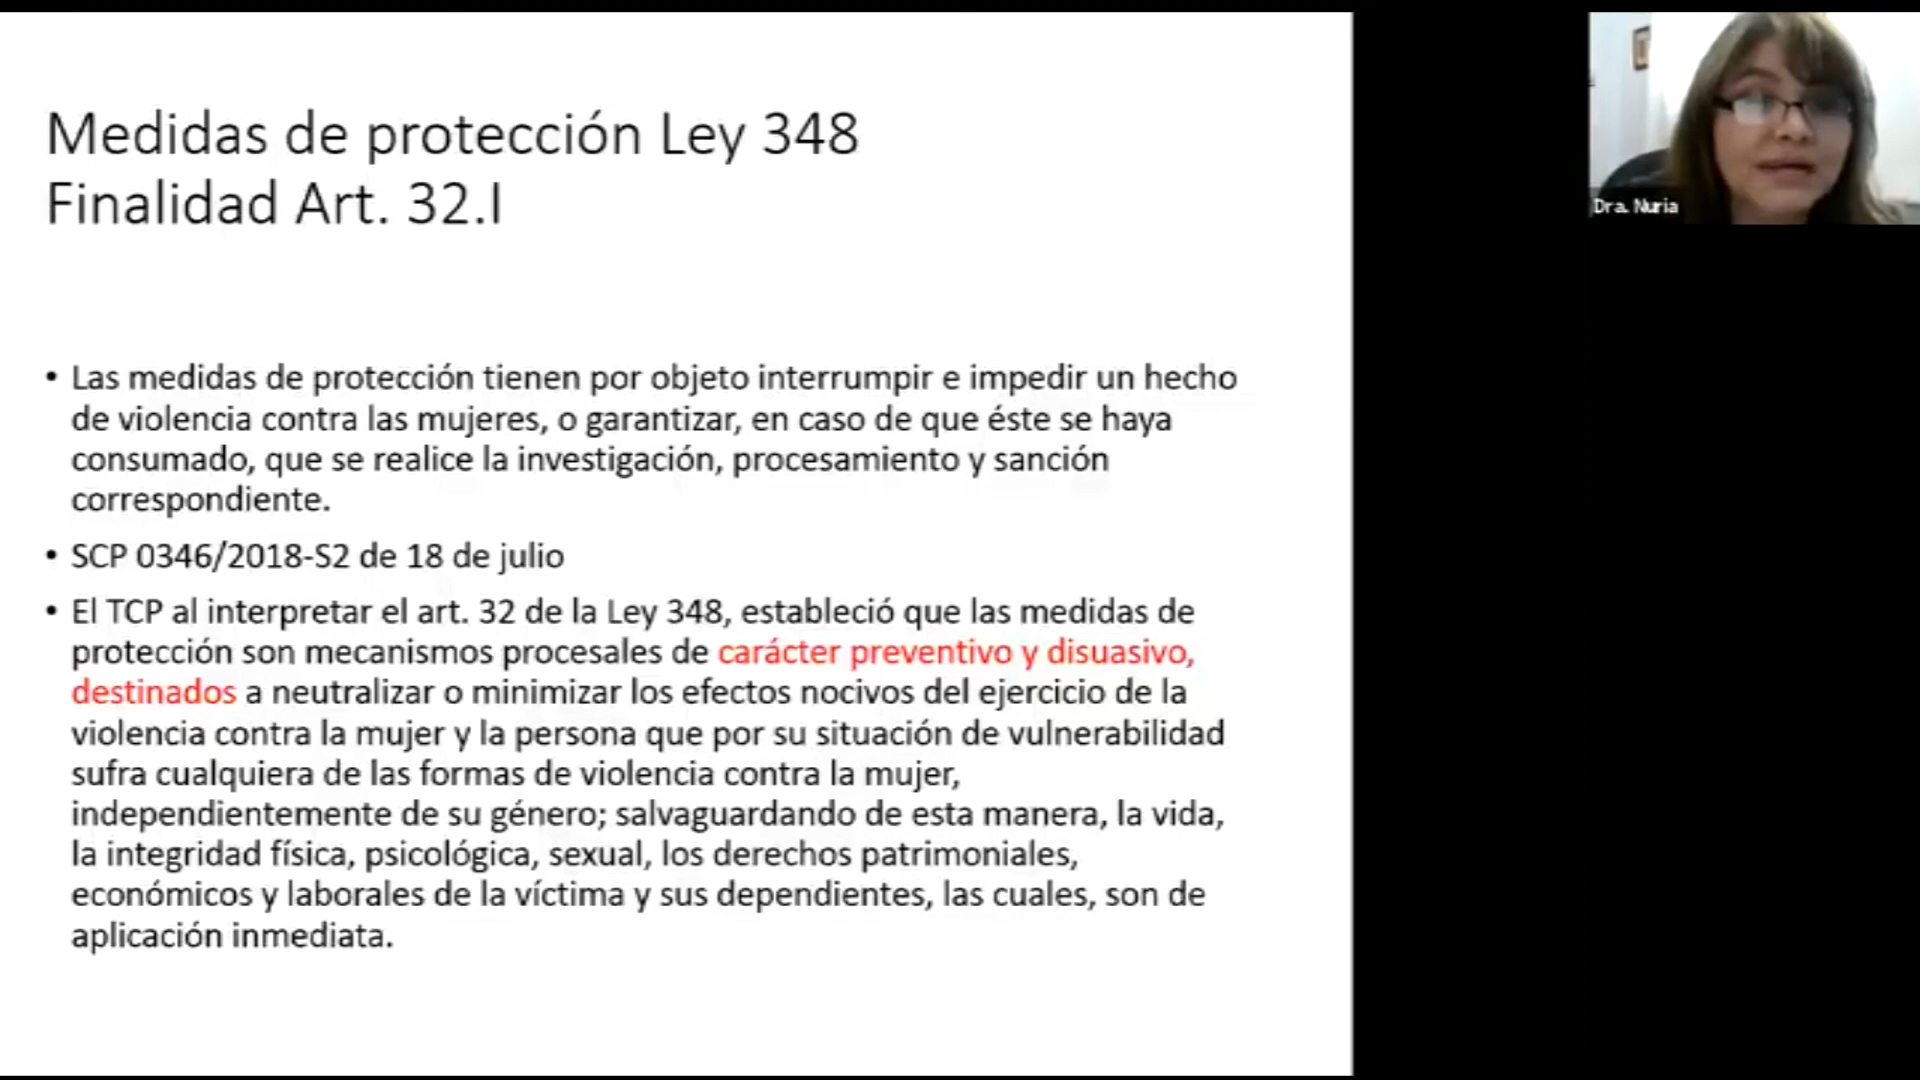 Medidas de protección Ley 348
Finalidad Art. 32.I
• Las medidas de protección tienen por objeto interrumpir e impedir un hecho
de violencia contra las mujeres, o garantizar, en caso de que éste se haya
consumado, que se realice la investigación, procesamiento y sanción
correspondiente.
• SCP 0346/2018-S2 de 18 de julio
• El TCP al interpretar el art. 32 de la Ley 348, estableció que las medidas de
protección son mecanismos procesales de carácter preventivo y disuasivo,
destinados a neutralizar o minimizar los efectos nocivos del ejercicio de la
violencia contra la mujer y la persona que por su situación de vulnerabilidad
sufra cualquiera de las formas de violencia contra la mujer,
independientemente de su género; salvaguardando de esta manera, la vida,
la integridad física, psicológica, sexual, los derechos patrimoniales,
económicos y laborales de la víctima y sus dependientes, las cuales, son de
aplicación inmediata.
Dra. Nuria